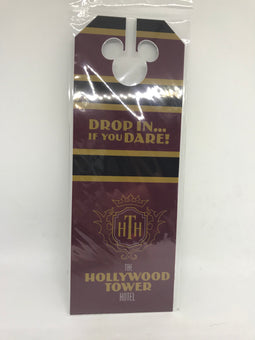 DROP IN...
IF YOU DARE!
HTH
THE
HOLLYWOOD
TOWER
HOTEL